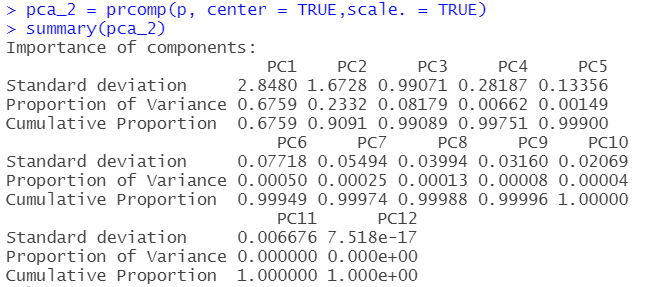 > pca_2 = prcomp(p, center = TRUE,scale. = TRUE)
> summary(pca_2)
Importance of components:
                          PC1    PC2     PC3     PC4     PC5
Standard deviation     2.8480 1.6728 0.99071 0.28187 0.13356
Proportion of Variance 0.6759 0.2332 0.08179 0.00662 0.00149
Cumulative Proportion  0.6759 0.9091 0.99089 0.99751 0.99900
                           PC6     PC7     PC8     PC9    PC10
Standard deviation     0.07718 0.05494 0.03994 0.03160 0.02069
Proportion of Variance 0.00050 0.00025 0.00013 0.00008 0.00004
Cumulative Proportion  0.99949 0.99974 0.99988 0.99996 1.00000
                           PC11      PC12
Standard deviation     0.006676 7.518e-17
Proportion of Variance 0.000000 0.000e+00
Cumulative Proportion  1.000000 1.000e+00